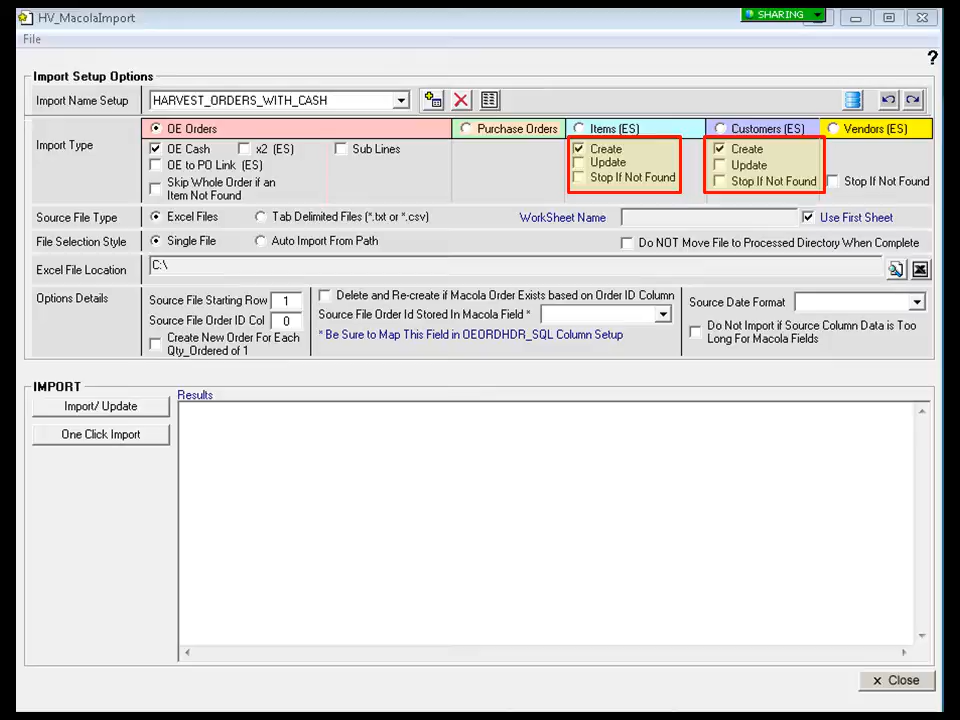 HV_MacolaImport
SHARING
File
?
Import Setup Options
Import Name Setup
HARVEST_ORDERS_WITH_CASH
Import Type
OE Orders
Purchase Orders
Items (ES)
Customers (ES)
Vendors (ES)
OE Cash
x2 (ES)
Sub Lines
OE to PO Link (ES)
Skip Whole Order if an
Item Not Found
Create
Update
Stop If Not Found
Create
Update
Stop If Not Found
Stop If Not Found
Source File Type
Excel Files
Tab Delimited Files (*.txt or *.csv)
WorkSheet Name
Use First Sheet
File Selection Style
Single File
Auto Import From Path
Do NOT Move File to Processed Directory When Complete
Excel File Location
C:\
Options Details
Source File Starting Row
1
Source File Order ID Col
0
Create New Order For Each
Qty_Ordered of 1
Delete and Re-create if Macola Order Exists based on Order ID Column
Source File Order Id Stored In Macola Field *
* Be Sure to Map This Field in OEORDHDR_SQL Column Setup
Source Date Format
Do Not Import if Source Column Data is Too
Long For Macola Fields
IMPORT
Import/ Update
One Click Import
Results
Close